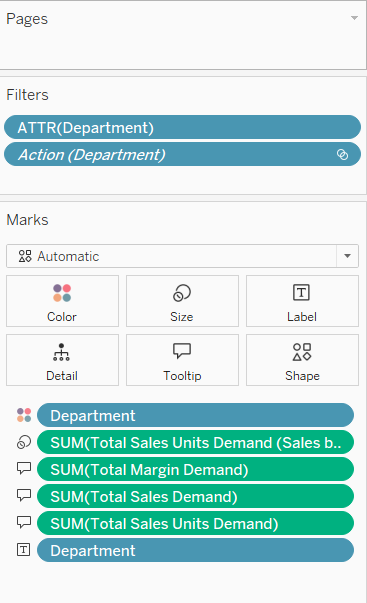 Pages
Filters
ATTR(Department)
Action (Department)
Marks
Automatic
Color
Size
Label
Detail
Tooltip
Shape
Department
SUM(Total Sales Units Demand (Sales b..
SUM(Total Margin Demand)
SUM(Total Sales Demand)
SUM(Total Sales Units Demand)
Department